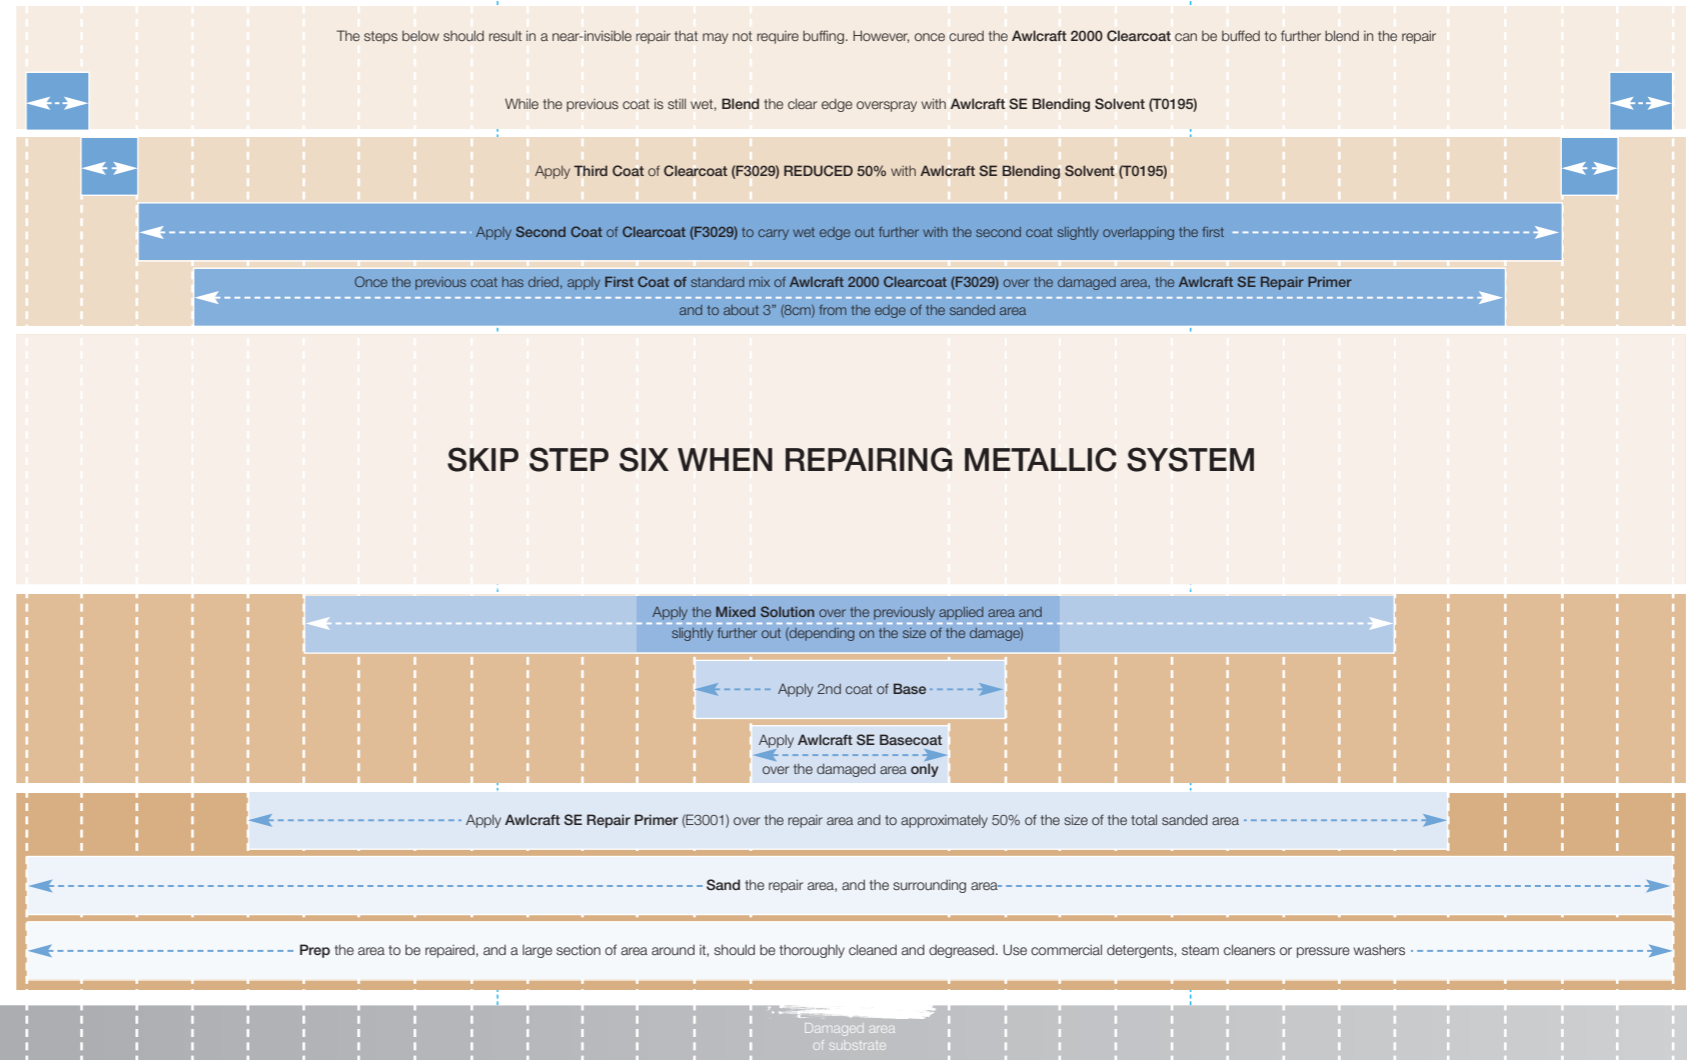 The steps below should result in a near-invisible repair that may not require buffing. However, once cured the Awlcraft 2000 Clearcoat can be buffed to further blend in the repair
While the previous coat is still wet, Blend the clear edge overspray with Awlcraft SE Blending Solvent (T0195)
Apply Third Coat of Clearcoat (F3029) REDUCED 50% with Awlcraft SE Blending Solvent (T0195)
Apply Second Coat of Clearcoat (F3029) to carry wet edge out further with the second coat slightly overlapping the first
Once the previous coat has dried, apply First Coat of standard mix of Awlcraft 2000 Clearcoat (F3029) over the damaged area, the Awlcraft SE Repair Primer
and to about 3” (8cm) from the edge of the sanded area
SKIP STEP SIX WHEN REPAIRING METALLIC SYSTEM
Apply the Mixed Solution over the previously applied area and
slightly further out (depending on the size of the damage)
Apply 2nd coat of Base
Apply Awlcraft SE Basecoat
over the damaged area only
Apply Awlcraft SE Repair Primer (E3001) over the repair area and to approximately 50% of the size of the total sanded area
Sand the repair area, and the surrounding area
Prep the area to be repaired, and a large section of area around it, should be thoroughly cleaned and degreased. Use commercial detergents, steam cleaners or pressure washers
Damaged area
of substrate